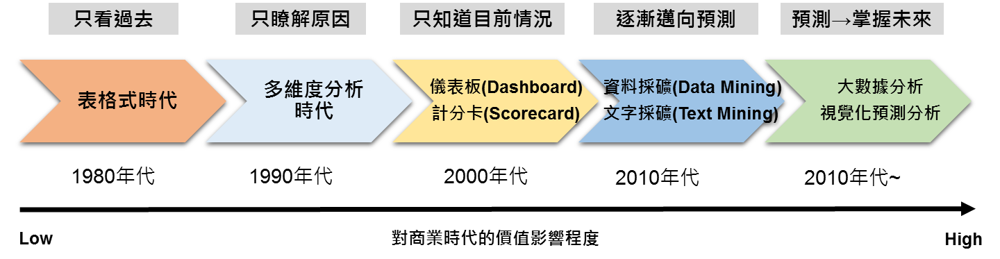 只看過去
只瞭解原因
只知道目前情況
逐漸邁向預測
預測→掌握未來
表格式時代
多維度分析
時代
儀表板(Dashboard)
計分卡(Scorecard)
資料採礦(Data Mining)
文字採礦(Text Mining)
大數據分析
視覺化預測分析
1980年代
1990年代
2000年代
2010年代
2010年代~
Low
對商業時代的價值影響程度
High